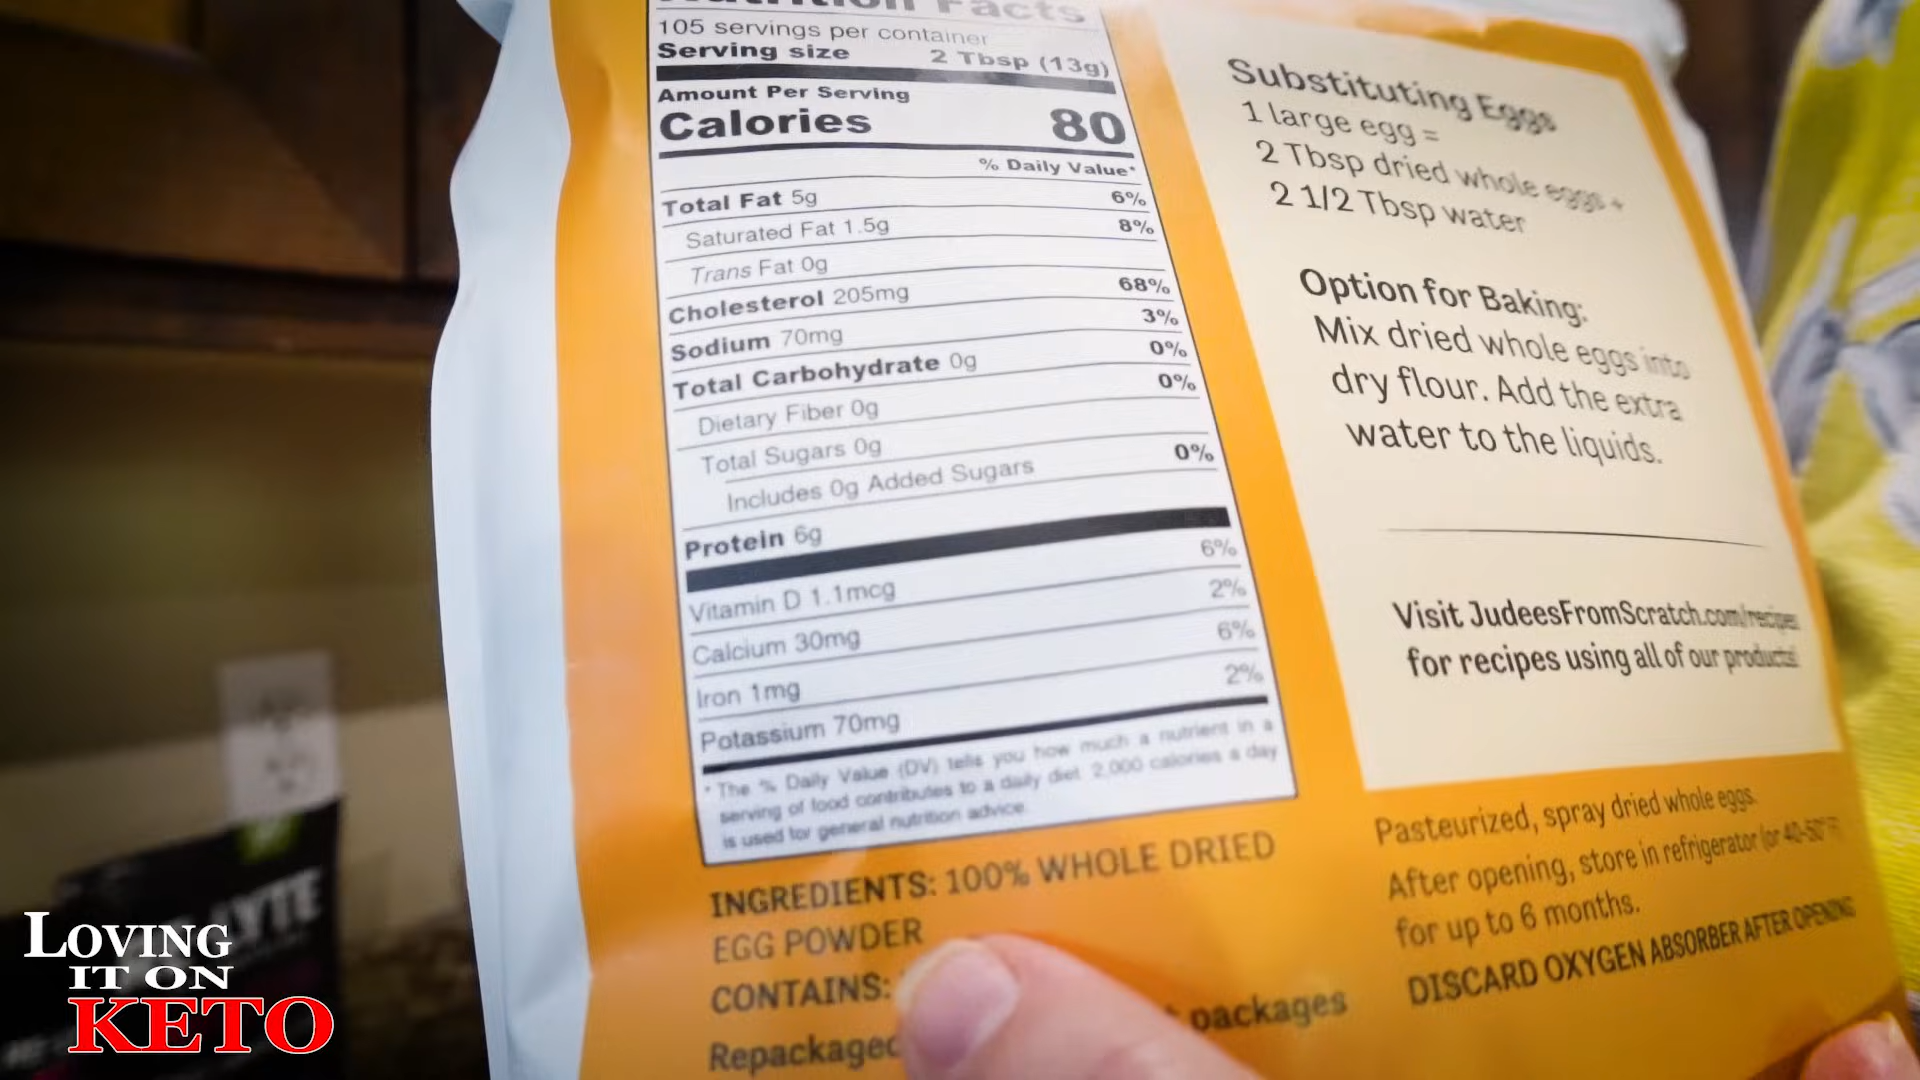 Nutrition Facts
105 servings per container
Serving size 2 Tbsp (13g)
Amount Per Serving
Calories 80
% Daily Value*
Total Fat 5g 6%
Saturated Fat 1.5g 8%
Trans Fat 0g
Cholesterol 205mg 68%
Sodium 70mg 3%
Total Carbohydrate 0g 0%
Dietary Fiber 0g 0%
Total Sugars 0g
Includes 0g Added Sugars 0%
Protein 6g
Vitamin D 1.1mcg 6%
Calcium 30mg 2%
Iron 1mg 6%
Potassium 70mg 2%
* The % Daily Value (DV) tells you how much a nutrient in a
serving of food contributes to a daily diet. 2,000 calories a day
is used for general nutrition advice.
INGREDIENTS: 100% WHOLE DRIED
EGG POWDER
CONTAINS:
Repackaged packages
Substituting Eggs
1 large egg =
2 Tbsp dried whole eggs +
2 1/2 Tbsp water
Option for Baking:
Mix dried whole eggs into
dry flour. Add the extra
water to the liquids.
Visit JudeesFromScratch.com/recipes
for recipes using all of our products!
Pasteurized, spray dried whole eggs.
After opening, store in refrigerator (or 40-50°F)
for up to 6 months.
DISCARD OXYGEN ABSORBER AFTER OPENING
LYTE
LOVING
IT ON
KETO